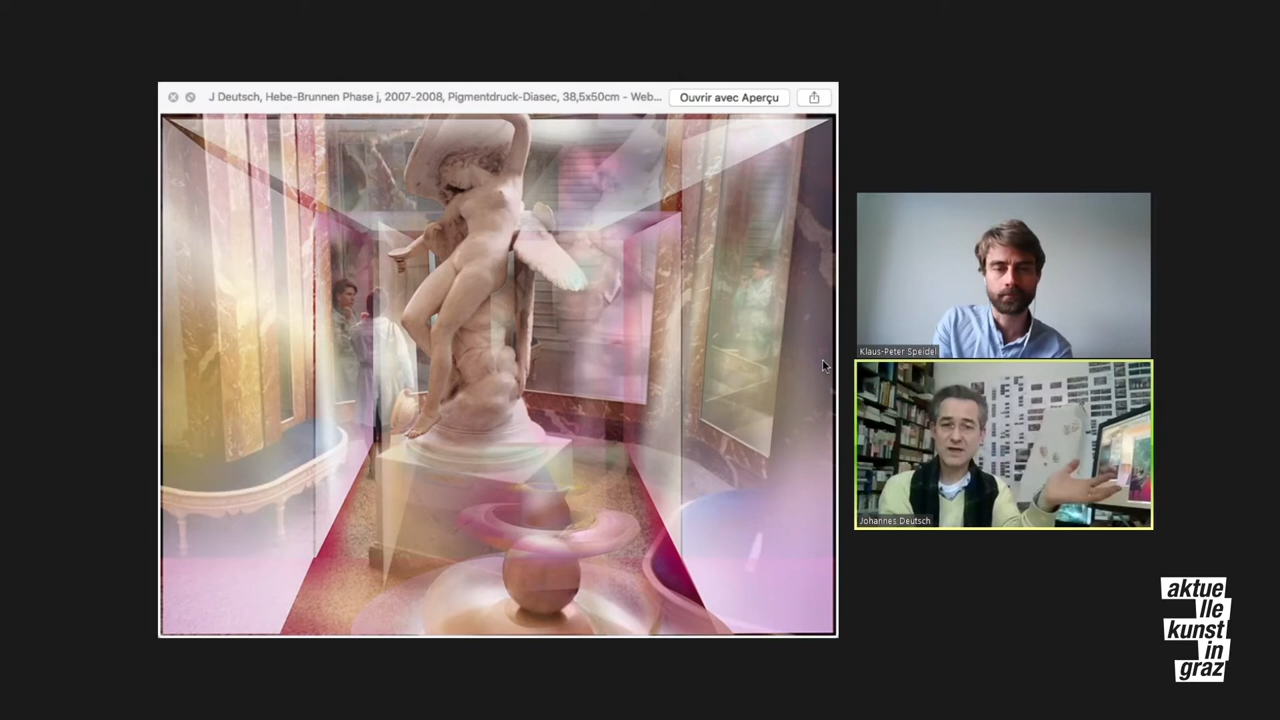 J Deutsch, Hebe-Brunnen Phase j, 2007-2008, Pigmentdruck-Diasec, 38,5x50cm - Web...
Ouvrir avec Aperçu
Klaus-Peter Speidel
Johannes Deutsch
aktue
lle
kunst
in
graz